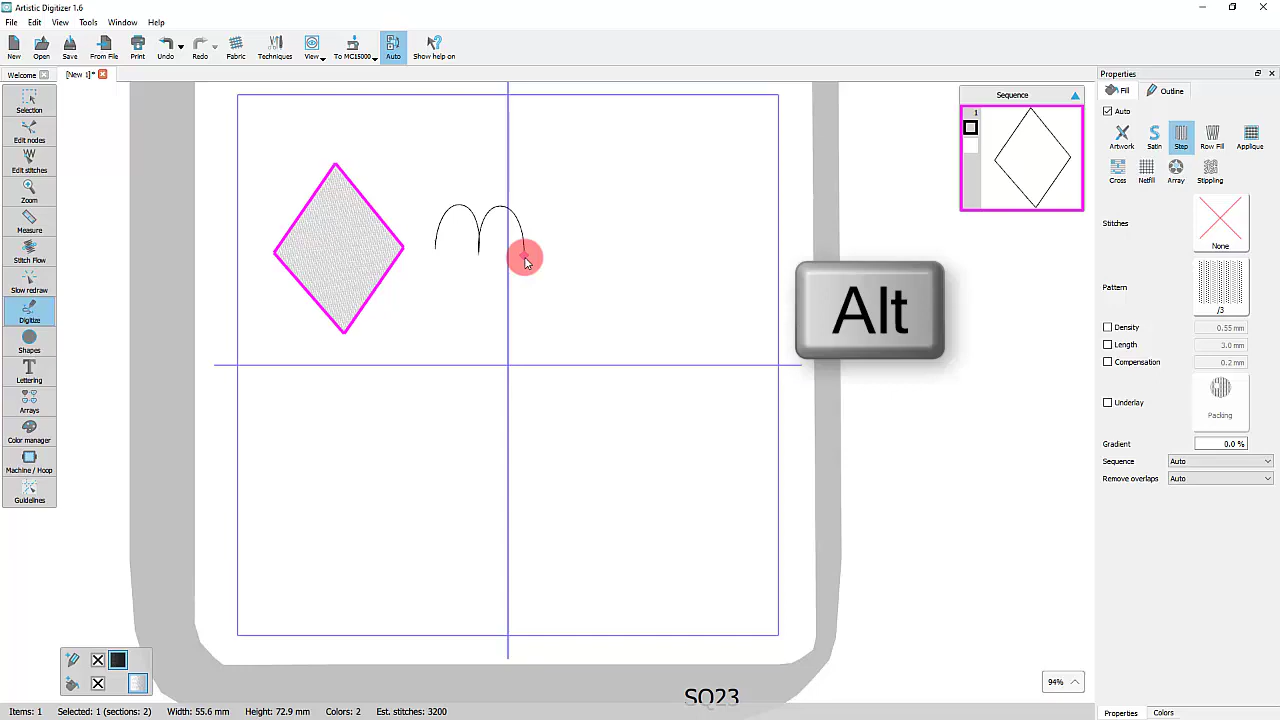 Artistic Digitizer 1.6
File Edit View Tools Window Help
New Open Save From File Print Undo Redo Fabric Techniques View To MC15000 Auto Show help on
Welcome [New 1]*
Selection
Edit nodes
Edit stitches
Zoom
Measure
Stitch Flow
Slow redraw
Digitize
Shapes
Lettering
Arrays
Color manager
Machine / Hoop
Guidelines
Sequence
1
Alt
SQ23
94%
Properties
Fill Outline
Auto
Artwork Satin Step Row Fill Applique
Cross Netfill Array Stippling
Stitches
None
Pattern
/3
Density 0.55 mm
Length 3.0 mm
Compensation 0.2 mm
Underlay
Packing
Gradient 0.0 %
Sequence Auto
Remove overlaps Auto
Items: 1 Selected: 1 (sections: 2) Width: 55.6 mm Height: 72.9 mm Colors: 2 Est. stitches: 3200
Properties Colors